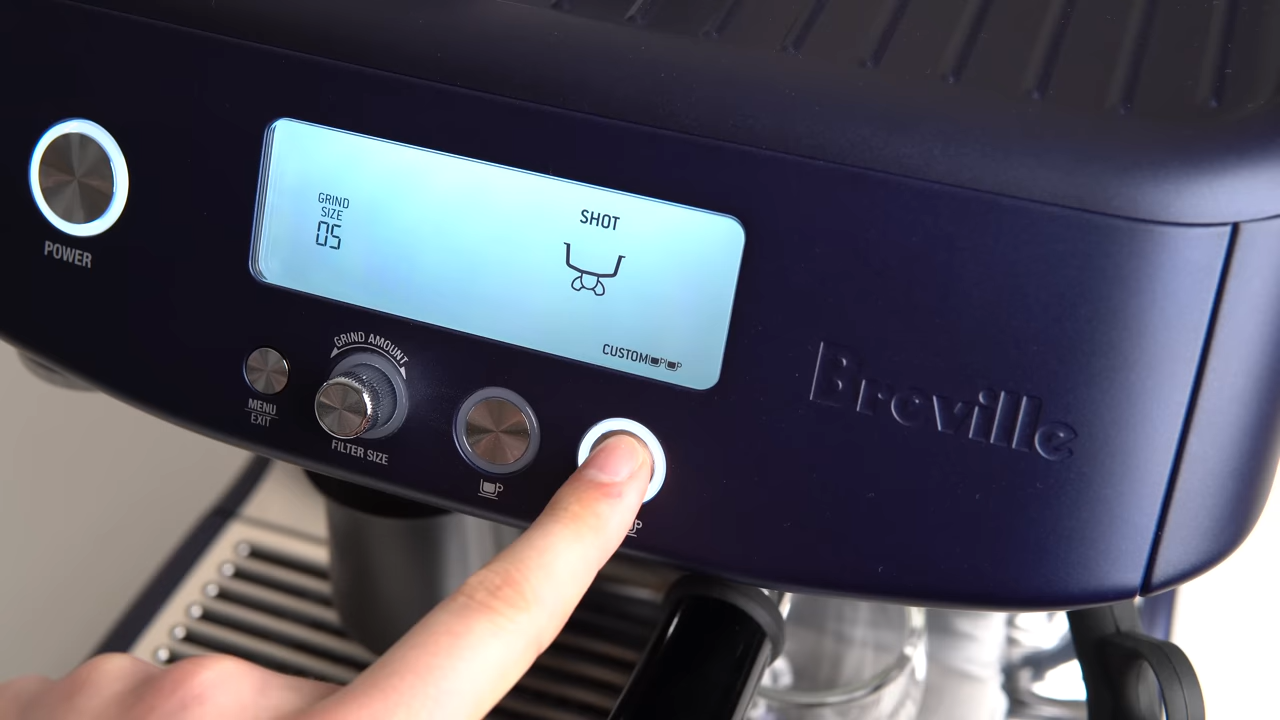 POWER
GRIND
SIZE
05
SHOT
CUSTOM
GRIND AMOUNT
MENU
EXIT
FILTER SIZE
Breville